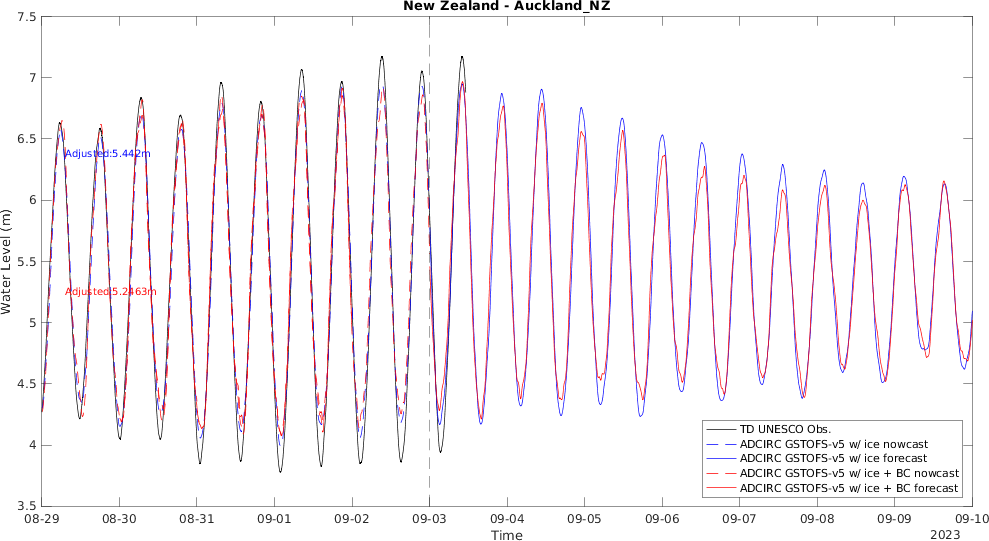 New Zealand - Auckland_NZ
7.5
7
6.5
6
5.5
5
4.5
4
3.5
Water Level (m)
Adjusted:5.442m
Adjusted:5.2463m
TD UNESCO Obs.
ADCIRC GSTOFS-v5 w/ ice nowcast
ADCIRC GSTOFS-v5 w/ ice forecast
ADCIRC GSTOFS-v5 w/ ice + BC nowcast
ADCIRC GSTOFS-v5 w/ ice + BC forecast
08-29 08-30 08-31 09-01 09-02 09-03 09-04 09-05 09-06 09-07 09-08 09-09 09-10
Time
2023